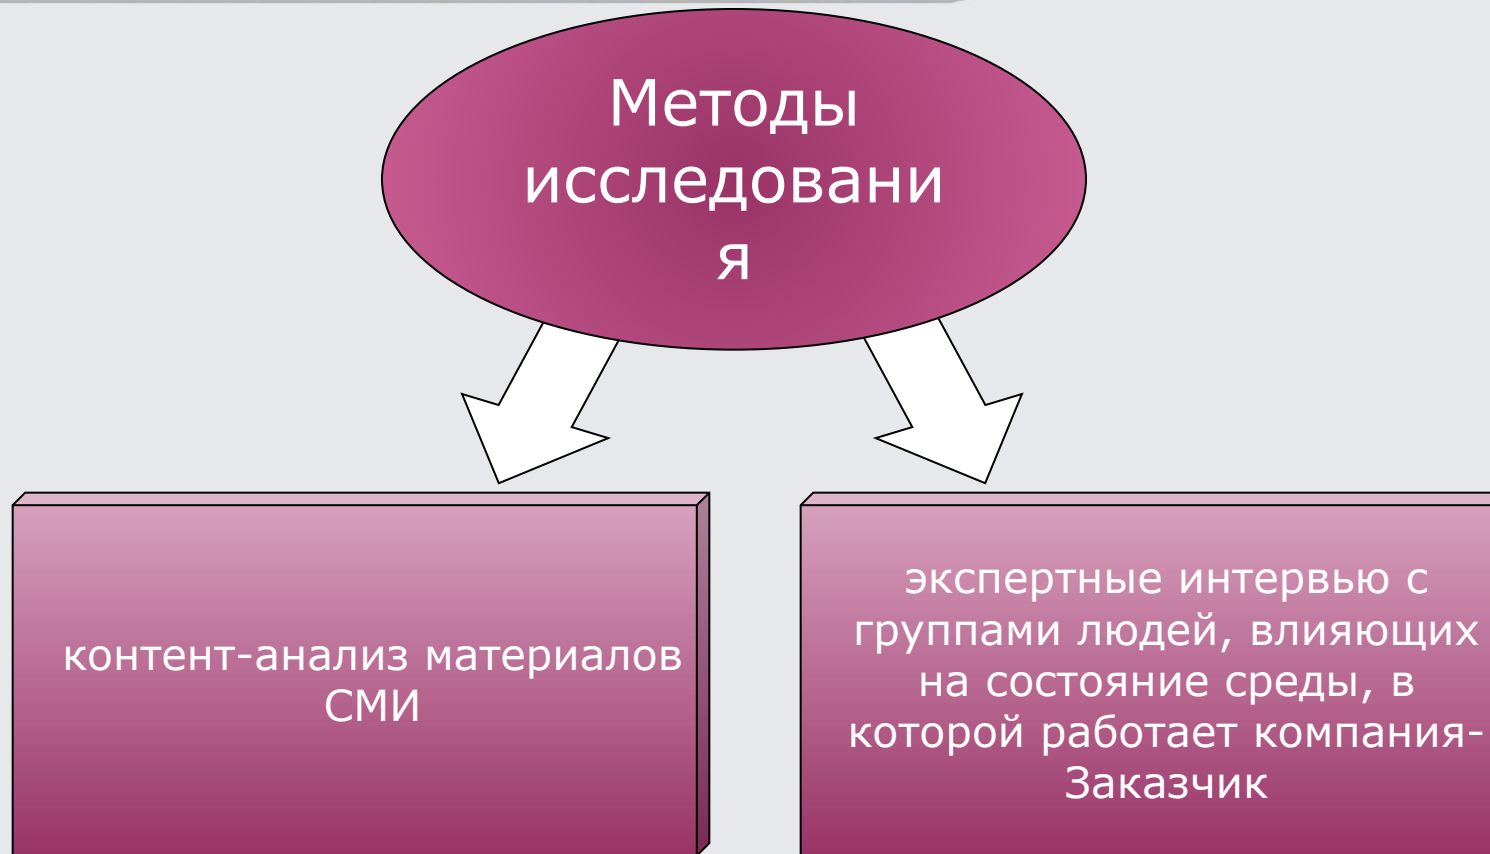 Методы
исследовани
я
контент-анализ материалов
СМИ
экспертные интервью с
группами людей, влияющих
на состояние среды, в
которой работает компания-
Заказчик